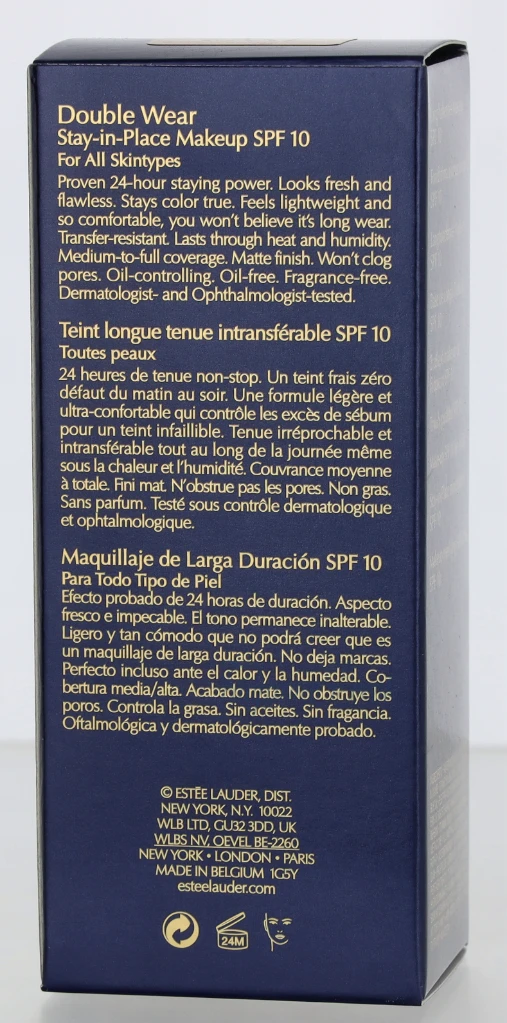 Double Wear
Stay-in-Place Makeup SPF 10
For All Skintypes
Proven 24-hour staying power. Looks fresh and
flawless. Stays color true. Feels lightweight and
so comfortable, you won't believe it's long wear.
Transfer-resistant. Lasts through heat and humidity.
Medium-to-full coverage. Matte finish. Won't clog
pores. Oil-controlling. Oil-free. Fragrance-free.
Dermatologist- and Ophthalmologist-tested.
Teint longue tenue intransférable SPF 10
Toutes peaux
24 heures de tenue non-stop. Un teint frais zéro
défaut du matin au soir. Une formule légère et
ultra-confortable qui contrôle les excès de sébum
pour un teint infaillible. Tenue irréprochable et
intransférable tout au long de la journée même
sous la chaleur et l'humidité. Couvrance moyenne
à totale. Fini mat. N'obstrue pas les pores. Non gras.
Sans parfum. Testé sous contrôle dermatologique
et ophtalmologique.
Maquillaje de Larga Duración SPF 10
Para Todo Tipo de Piel
Efecto probado de 24 horas de duración. Aspecto
fresco e impecable. El tono permanece inalterable.
Ligero y tan cómodo que no podrá creer que es
un maquillaje de larga duración. No deja marcas.
Perfecto incluso ante el calor y la humedad. Co-
bertura media/alta. Acabado mate. No obstruye los
poros. Controla la grasa. Sin aceites. Sin fragancia.
Oftalmológica y dermatológicamente probado.
© ESTÉE LAUDER, DIST.
NEW YORK, N.Y. 10022
WLB LTD, GU32 3DD, UK
WLBS NV. OEVEL BE-2260
NEW YORK • LONDON • PARIS
MADE IN BELGIUM 1G5Y
esteelauder.com
24M